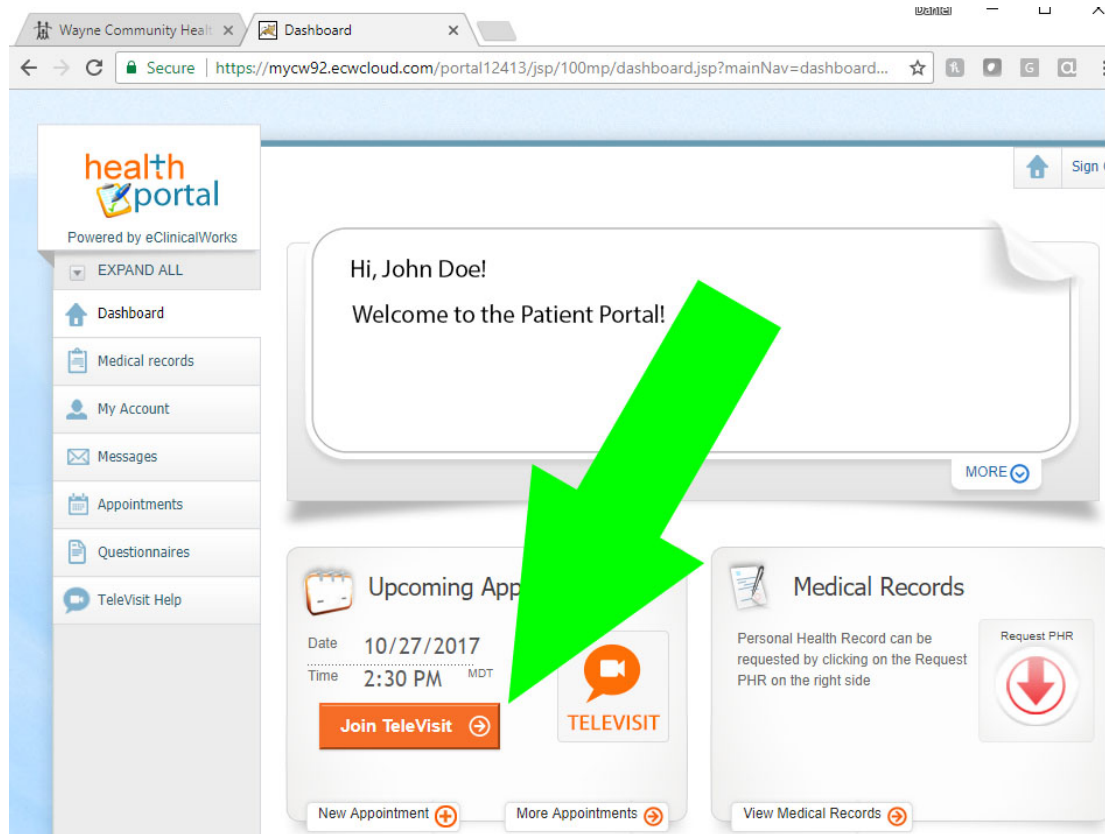 Wayne Community Healt
Dashboard
Daniel
Secure | https://mycw92.ecwcloud.com/portal12413/jsp/100mp/dashboard.jsp?mainNav=dashboard...
health
portal
Powered by eClinicalWorks
Sign
EXPAND ALL
Dashboard
Medical records
My Account
Messages
Appointments
Questionnaires
TeleVisit Help
Hi, John Doe!
Welcome to the Patient Portal!
MORE
Upcoming App
Date 10/27/2017
Time 2:30 PM MDT
Join TeleVisit
TELEVISIT
New Appointment
More Appointments
Medical Records
Personal Health Record can be
requested by clicking on the Request
PHR on the right side
Request PHR
View Medical Records